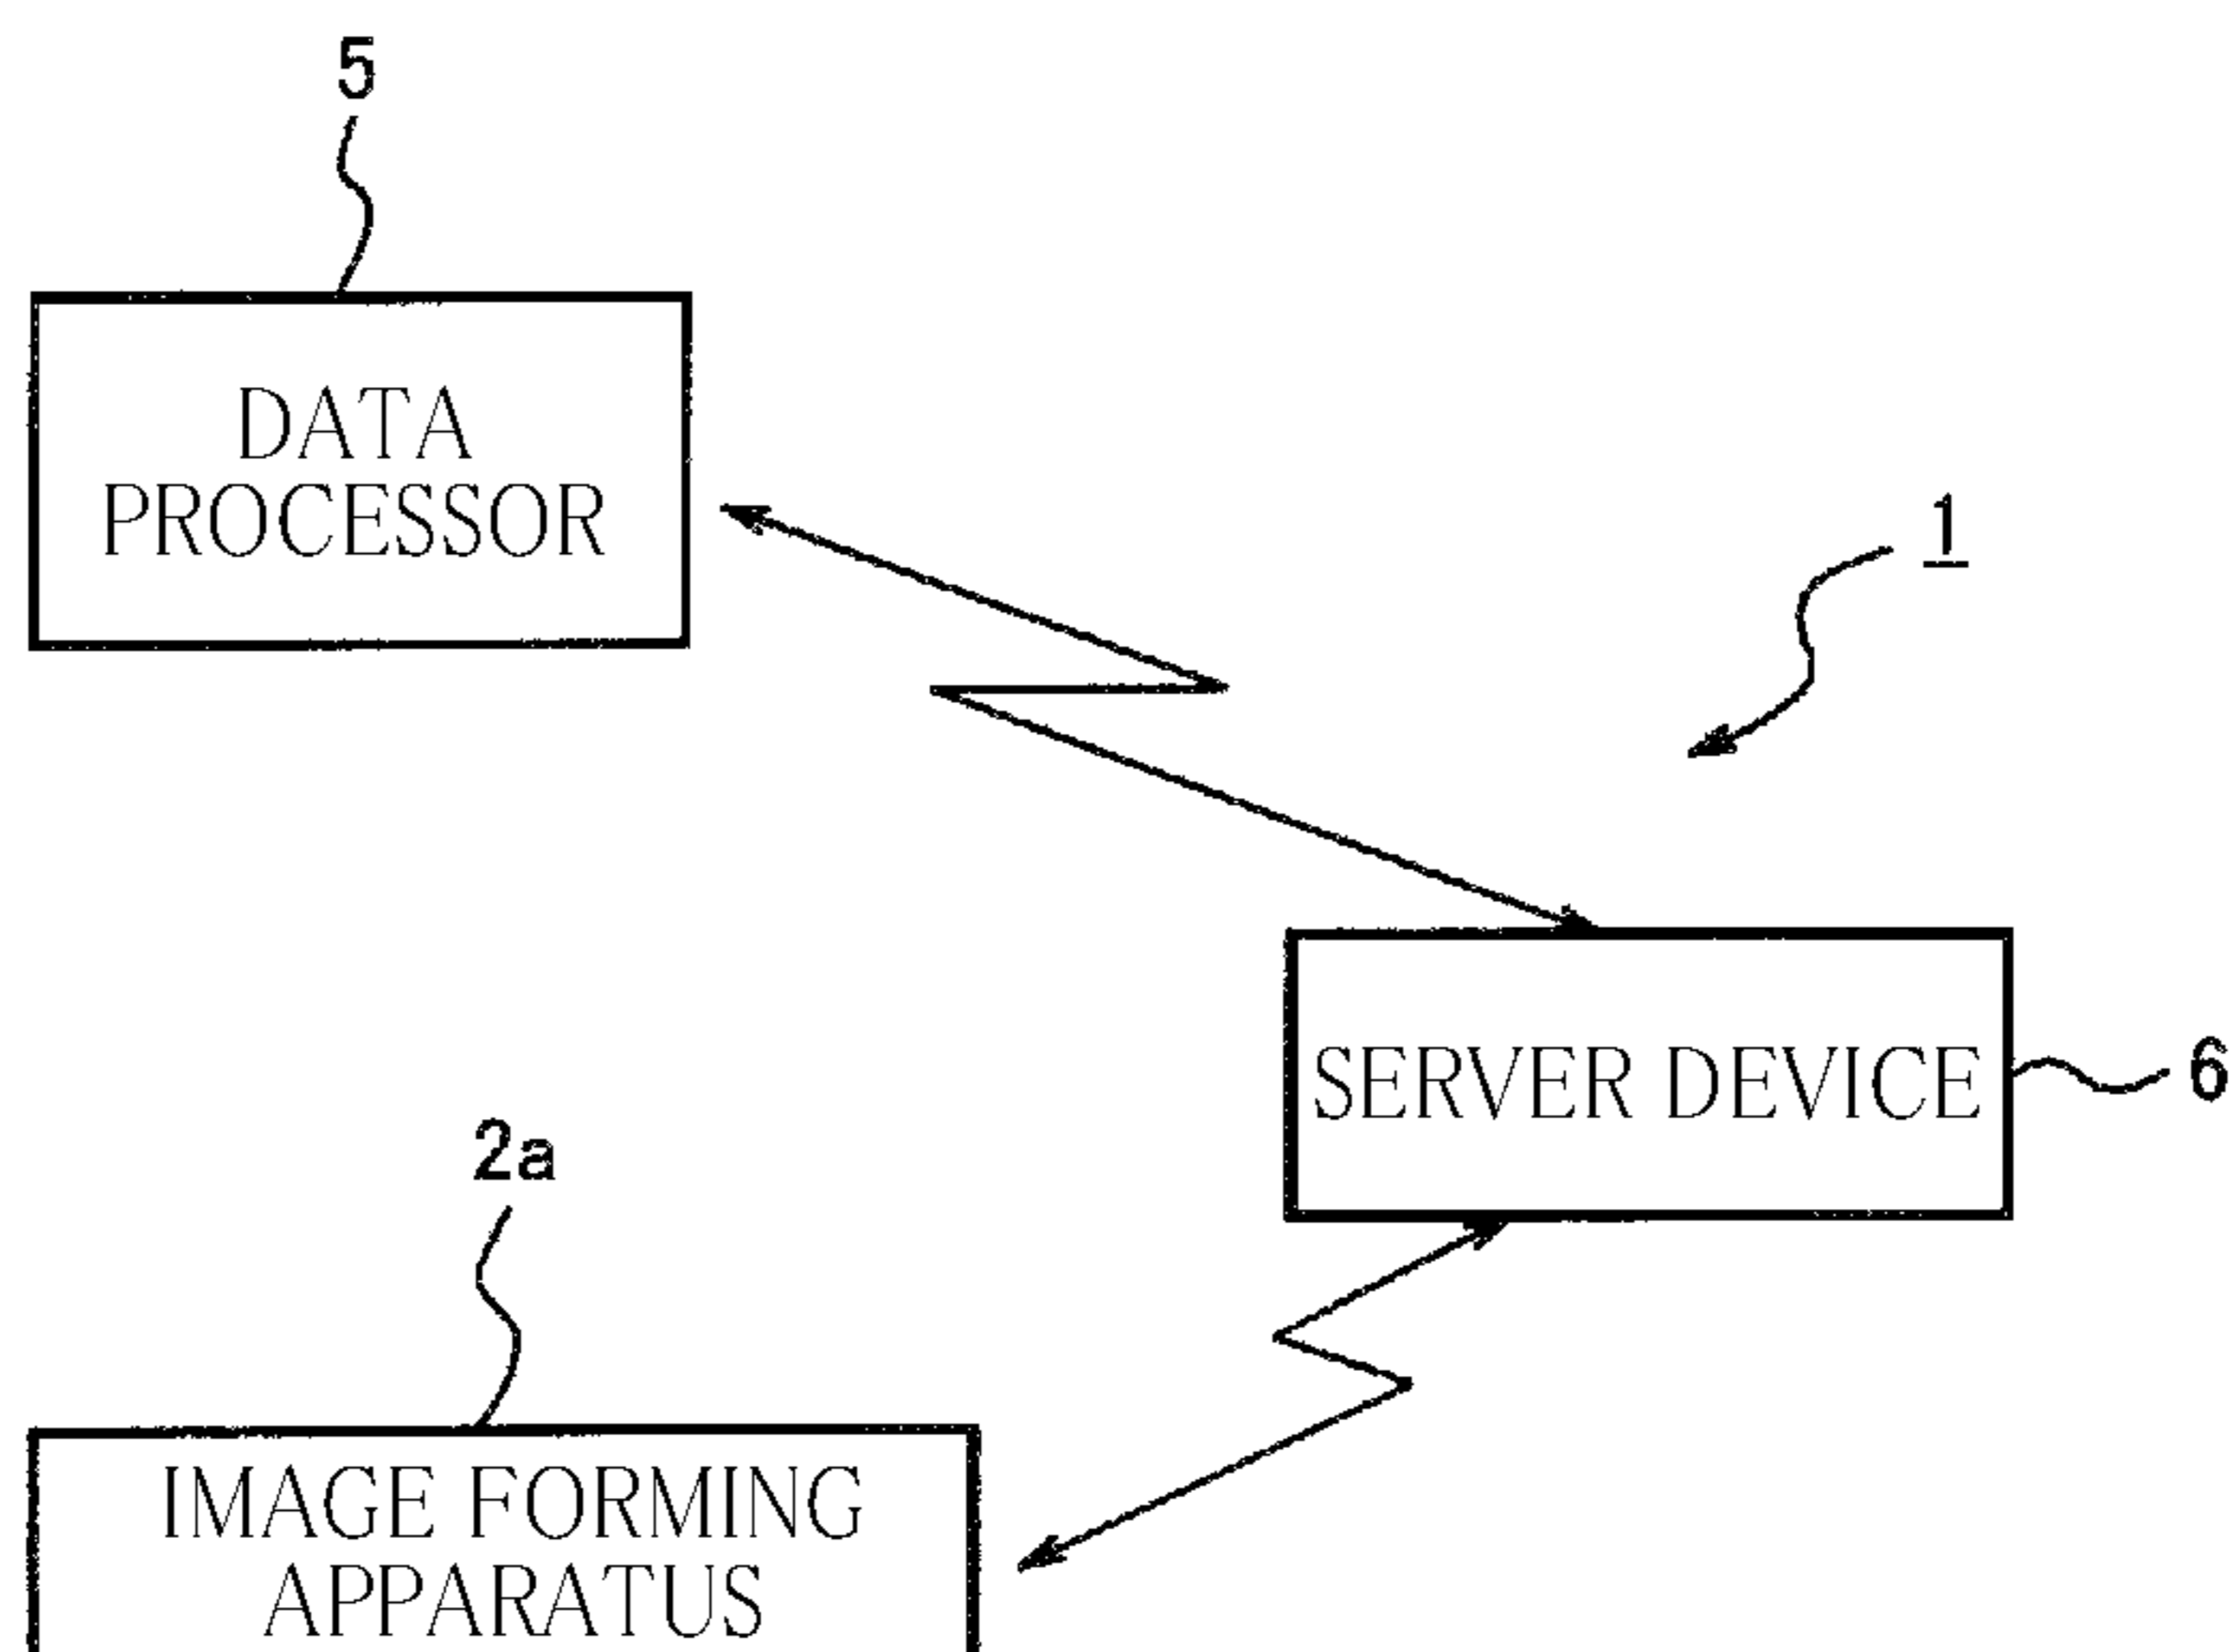 5
DATA
PROCESSOR
1
SERVER DEVICE
6
2a
IMAGE FORMING
APPARATUS